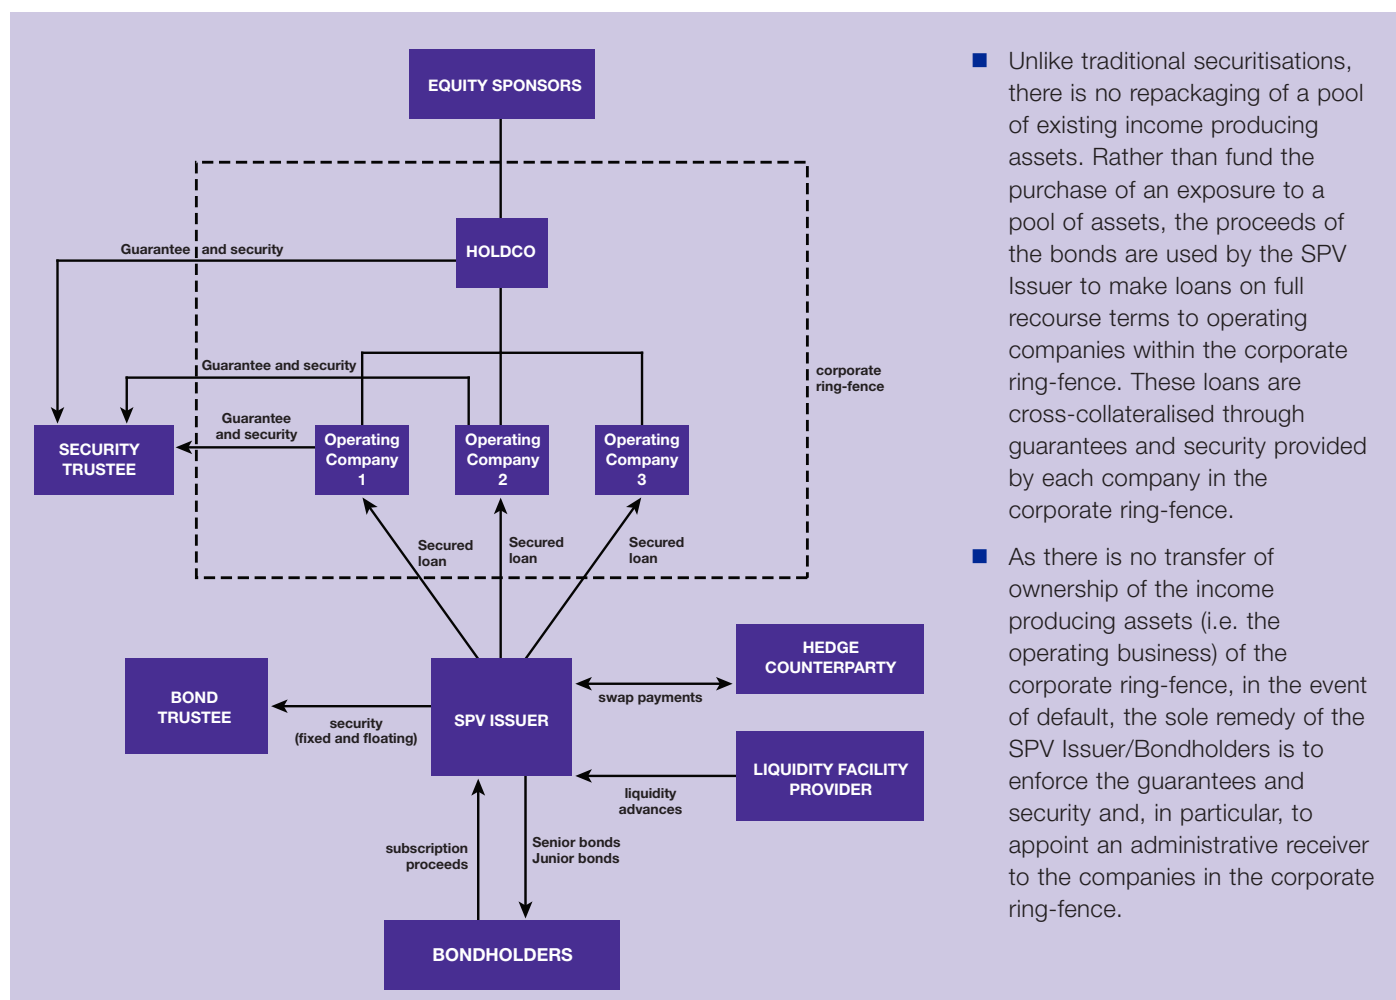 EQUITY SPONSORS
HOLDCO
Guarantee and security
Guarantee and security
corporate
ring-fence
Guarantee
and security
SECURITY
TRUSTEE
Operating
Company
1
Operating
Company
2
Operating
Company
3
Secured
loan
Secured
loan
Secured
loan
HEDGE
COUNTERPARTY
swap payments
BOND
TRUSTEE
security
(fixed and floating)
SPV ISSUER
LIQUIDITY FACILITY
PROVIDER
liquidity
advances
subscription
proceeds
Senior bonds
Junior bonds
BONDHOLDERS
■ Unlike traditional securitisations,
there is no repackaging of a pool
of existing income producing
assets. Rather than fund the
purchase of an exposure to a
pool of assets, the proceeds of
the bonds are used by the SPV
Issuer to make loans on full
recourse terms to operating
companies within the corporate
ring-fence. These loans are
cross-collateralised through
guarantees and security provided
by each company in the
corporate ring-fence.
■ As there is no transfer of
ownership of the income
producing assets (i.e. the
operating business) of the
corporate ring-fence, in the event
of default, the sole remedy of the
SPV Issuer/Bondholders is to
enforce the guarantees and
security and, in particular, to
appoint an administrative receiver
to the companies in the corporate
ring-fence.